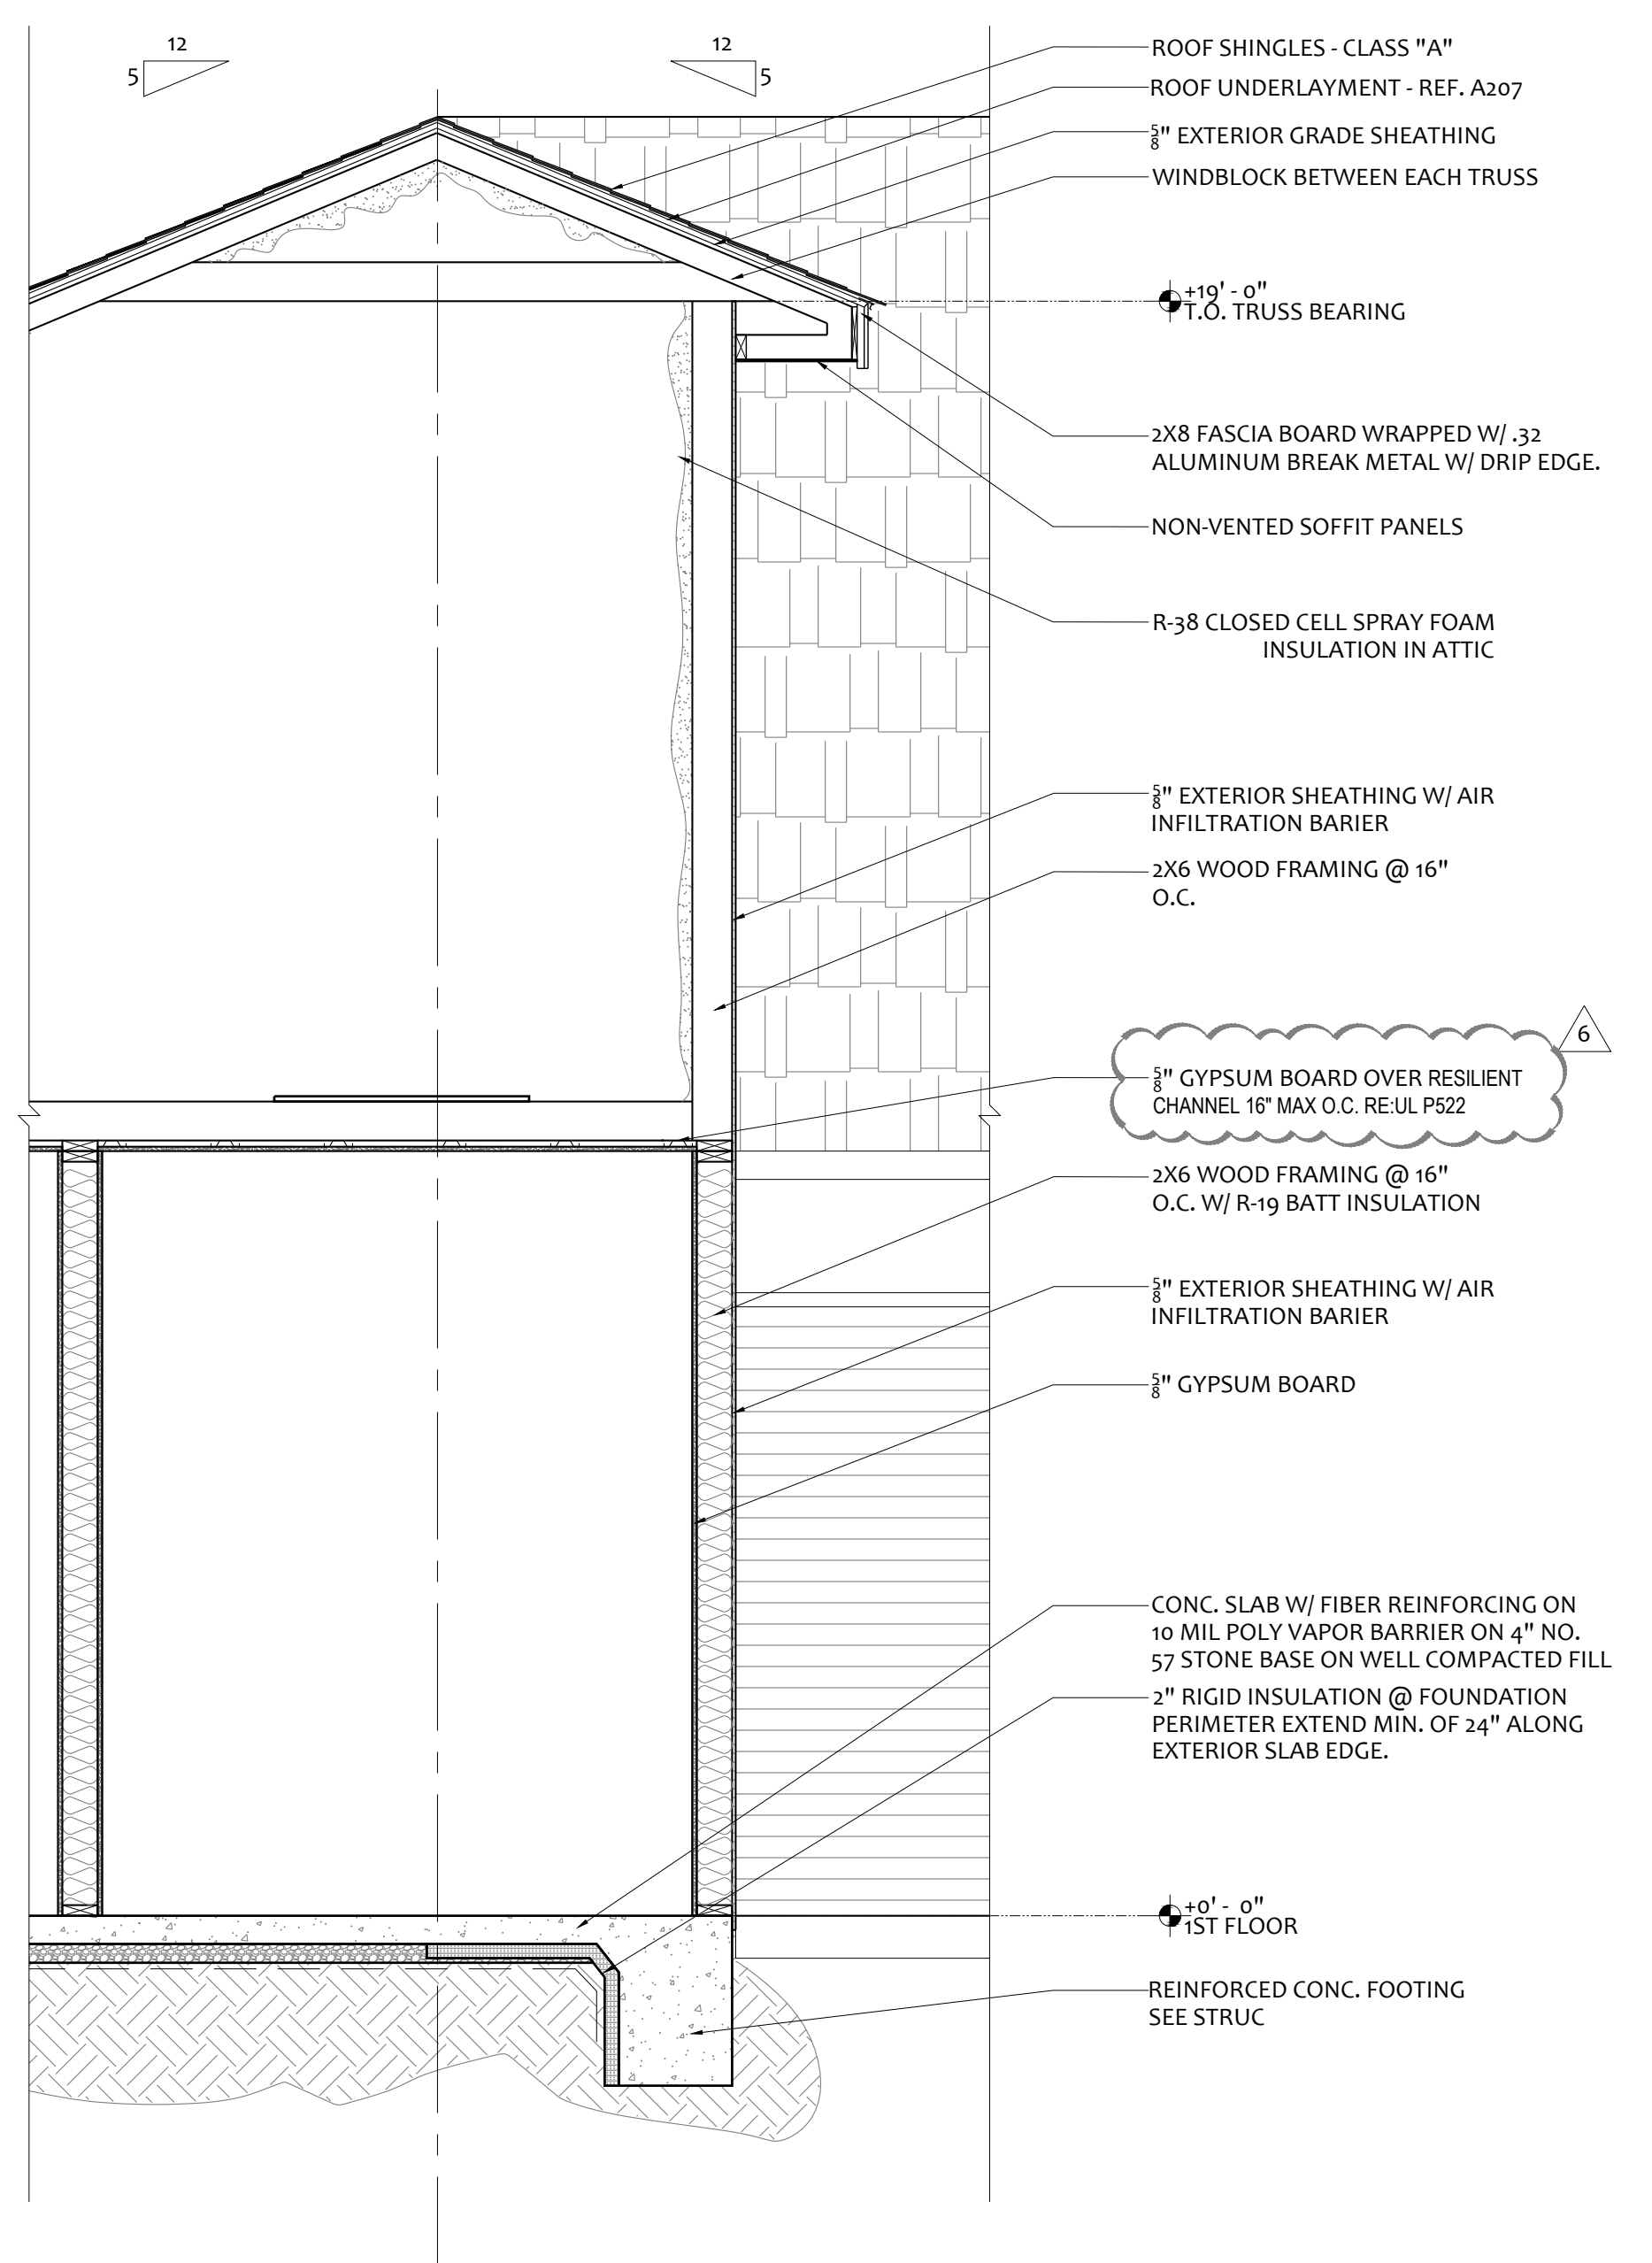 12
5
12
5
ROOF SHINGLES - CLASS "A"
ROOF UNDERLAYMENT - REF. A207
5/8" EXTERIOR GRADE SHEATHING
WINDBLOCK BETWEEN EACH TRUSS
+19' - 0"
T.O. TRUSS BEARING
2X8 FASCIA BOARD WRAPPED W/ .32
ALUMINUM BREAK METAL W/ DRIP EDGE.
NON-VENTED SOFFIT PANELS
R-38 CLOSED CELL SPRAY FOAM
INSULATION IN ATTIC
5/8" EXTERIOR SHEATHING W/ AIR
INFILTRATION BARIER
2X6 WOOD FRAMING @ 16"
O.C.
6
5/8" GYPSUM BOARD OVER RESILIENT
CHANNEL 16" MAX O.C. RE:UL P522
2X6 WOOD FRAMING @ 16"
O.C. W/ R-19 BATT INSULATION
5/8" EXTERIOR SHEATHING W/ AIR
INFILTRATION BARIER
5/8" GYPSUM BOARD
CONC. SLAB W/ FIBER REINFORCING ON
10 MIL POLY VAPOR BARRIER ON 4" NO.
57 STONE BASE ON WELL COMPACTED FILL
2" RIGID INSULATION @ FOUNDATION
PERIMETER EXTEND MIN. OF 24" ALONG
EXTERIOR SLAB EDGE.
+0' - 0"
1ST FLOOR
REINFORCED CONC. FOOTING
SEE STRUC